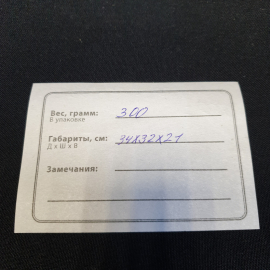 Вес, грамм: 300
В упаковке
Габариты, см: 34х32х21
Д х Ш х В
Замечания: